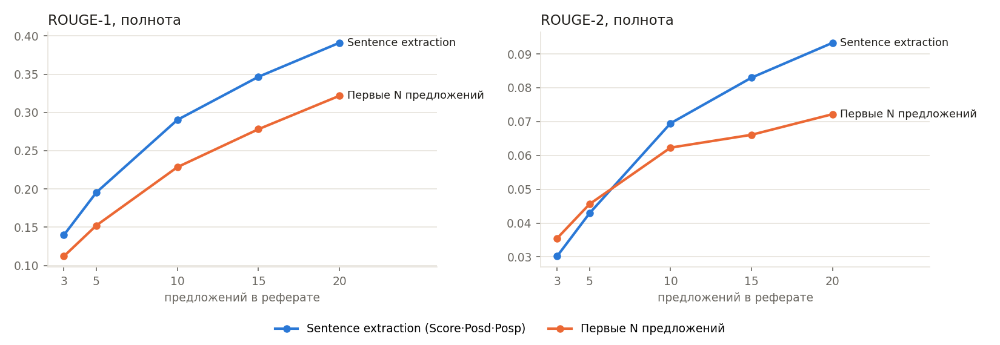 ROUGE-1, полнота
0.40
0.35
0.30
0.25
0.20
0.15
0.10
Sentence extraction
Первые N предложений
3 5 10 15 20
предложений в реферате
ROUGE-2, полнота
0.09
0.08
0.07
0.06
0.05
0.04
0.03
Sentence extraction
Первые N предложений
3 5 10 15 20
предложений в реферате
Sentence extraction (Score·Posd·Posp)
Первые N предложений